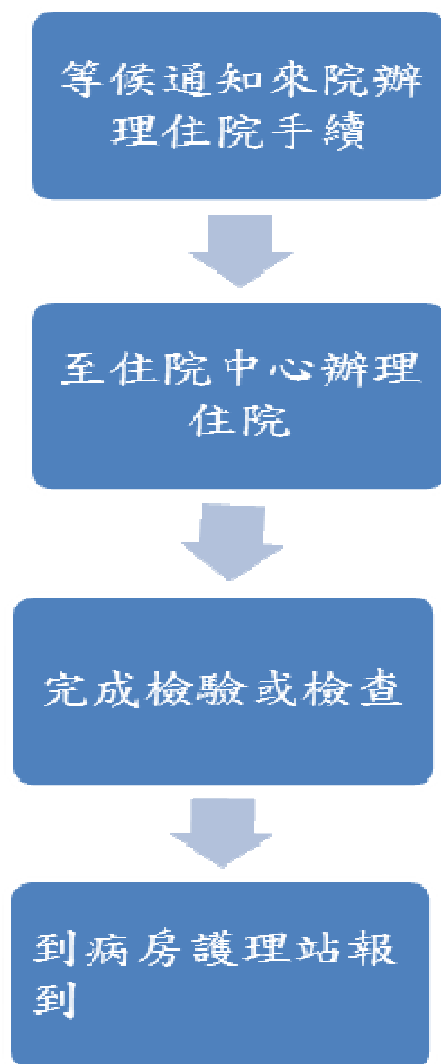 等候通知來院辦
理住院手續
至住院中心辦理
住院
完成檢驗或檢查
到病房護理站報
到